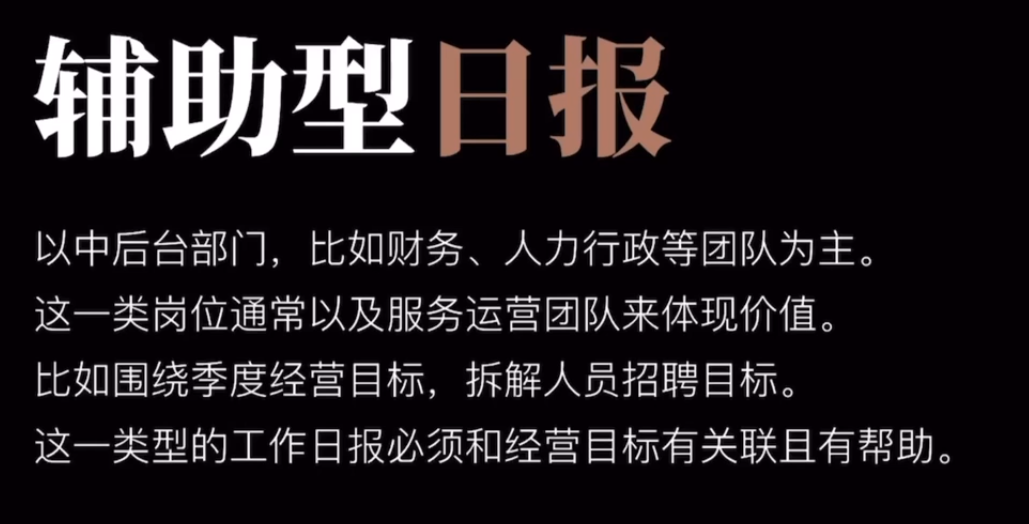 辅助型日报
以中后台部门，比如财务、人力行政等团队为主。
这一类岗位通常以及服务运营团队来体现价值。
比如围绕季度经营目标，拆解人员招聘目标。
这一类型的工作日报必须和经营目标有关联且有帮助。